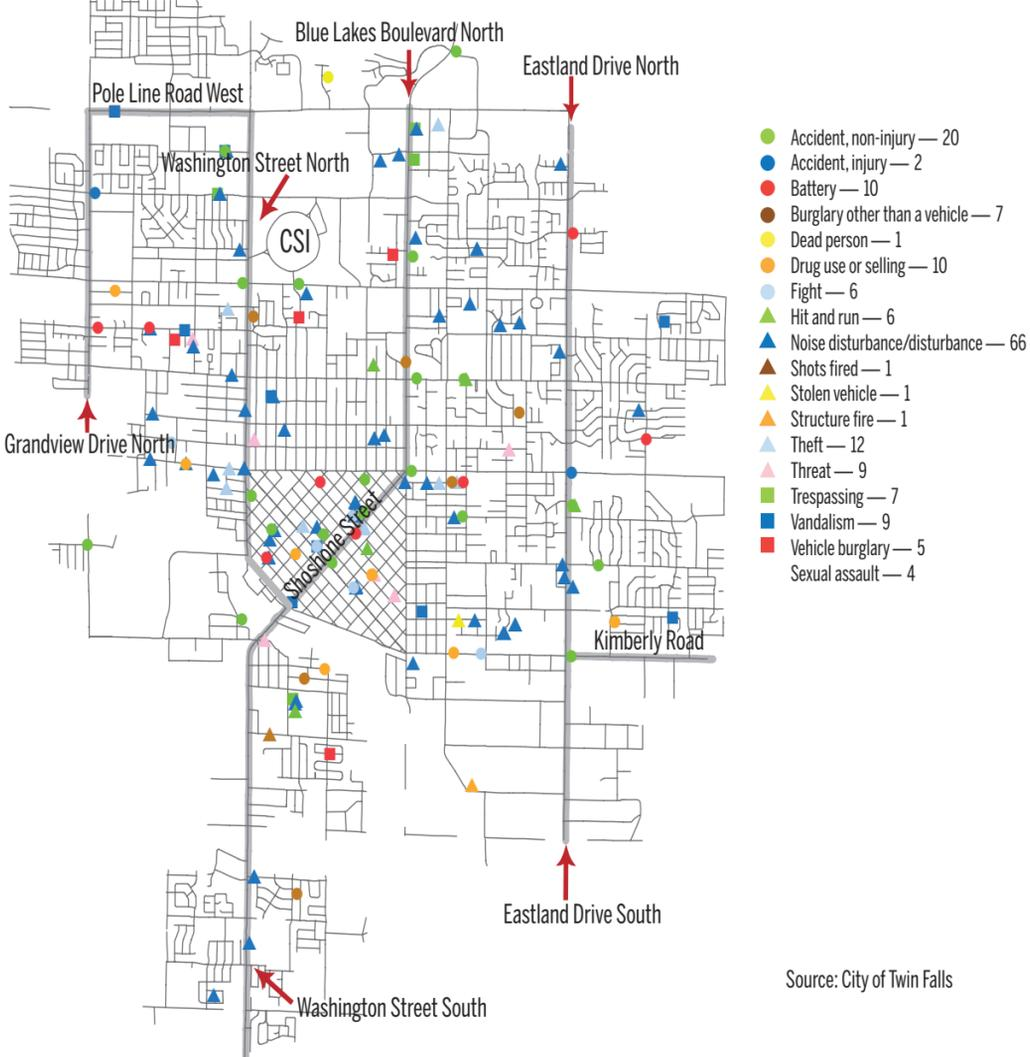 Blue Lakes Boulevard North
Eastland Drive North
Pole Line Road West
Washington Street North
CSI
Grandview Drive North
Shoshone Street
Kimberly Road
Eastland Drive South
Washington Street South
Accident, non-injury — 20
Accident, injury — 2
Battery — 10
Burglary other than a vehicle — 7
Dead person — 1
Drug use or selling — 10
Fight — 6
Hit and run — 6
Noise disturbance/disturbance — 66
Shots fired — 1
Stolen vehicle — 1
Structure fire — 1
Theft — 12
Threat — 9
Trespassing — 7
Vandalism — 9
Vehicle burglary — 5
Sexual assault — 4
Source: City of Twin Falls